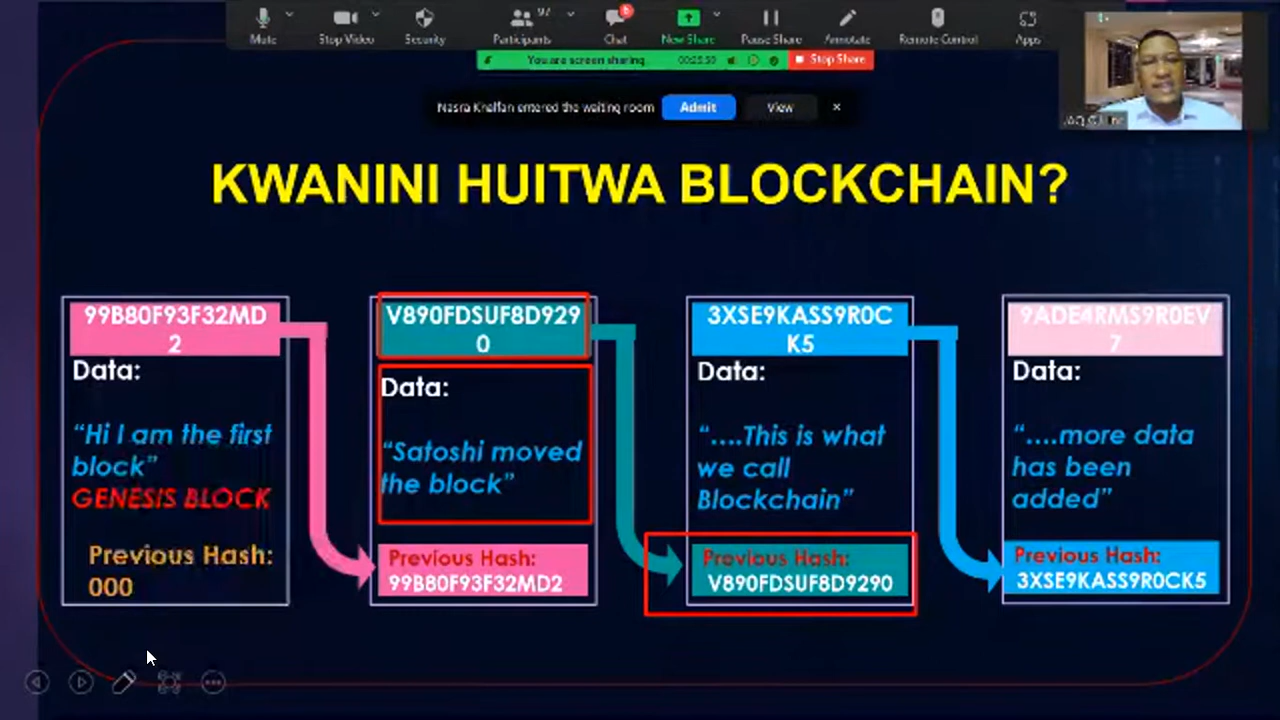 Mute
Stop Video
Security
Participants
97
Chat
New Share
Pause Share
Annotate
Remote Control
Apps
You are screen sharing
Stop Share
Nasra Khalfan entered the waiting room
Admit
View
KWANINI HUITWA BLOCKCHAIN?
99B80F93F32MD
2
Data:
“Hi I am the first
block”
GENESIS BLOCK
Previous Hash:
000
V890FDSUF8D929
0
Data:
“Satoshi moved
the block”
Previous Hash:
99B80F93F32MD2
3XSE9KASS9R0C
K5
Data:
“....This is what
we call
Blockchain”
Previous Hash:
V890FDSUF8D9290
9ADE4RMS9R0EV
7
Data:
“....more data
has been
added”
Previous Hash:
3XSE9KASS9R0CK5